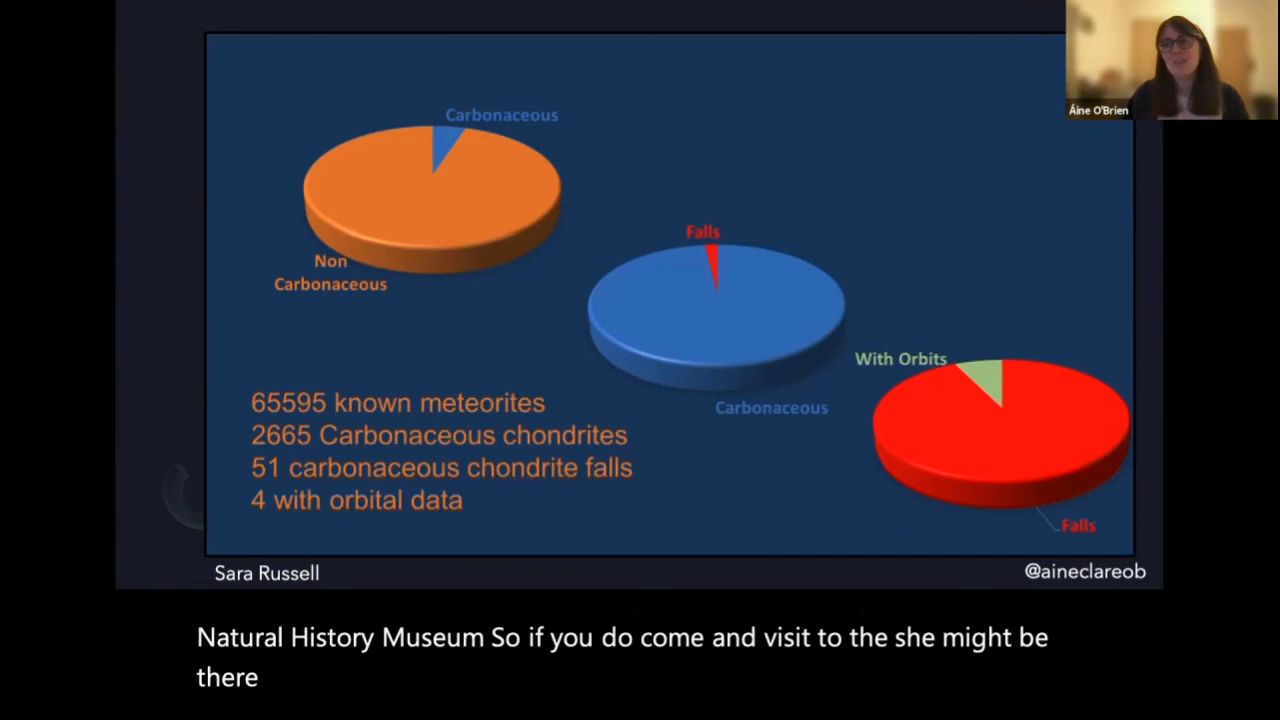 Áine O'Brien
Carbonaceous
Non
Carbonaceous
Falls
Carbonaceous
With Orbits
Falls
65595 known meteorites
2665 Carbonaceous chondrites
51 carbonaceous chondrite falls
4 with orbital data
Sara Russell
@aineclareob
Natural History Museum So if you do come and visit to the she might be
there